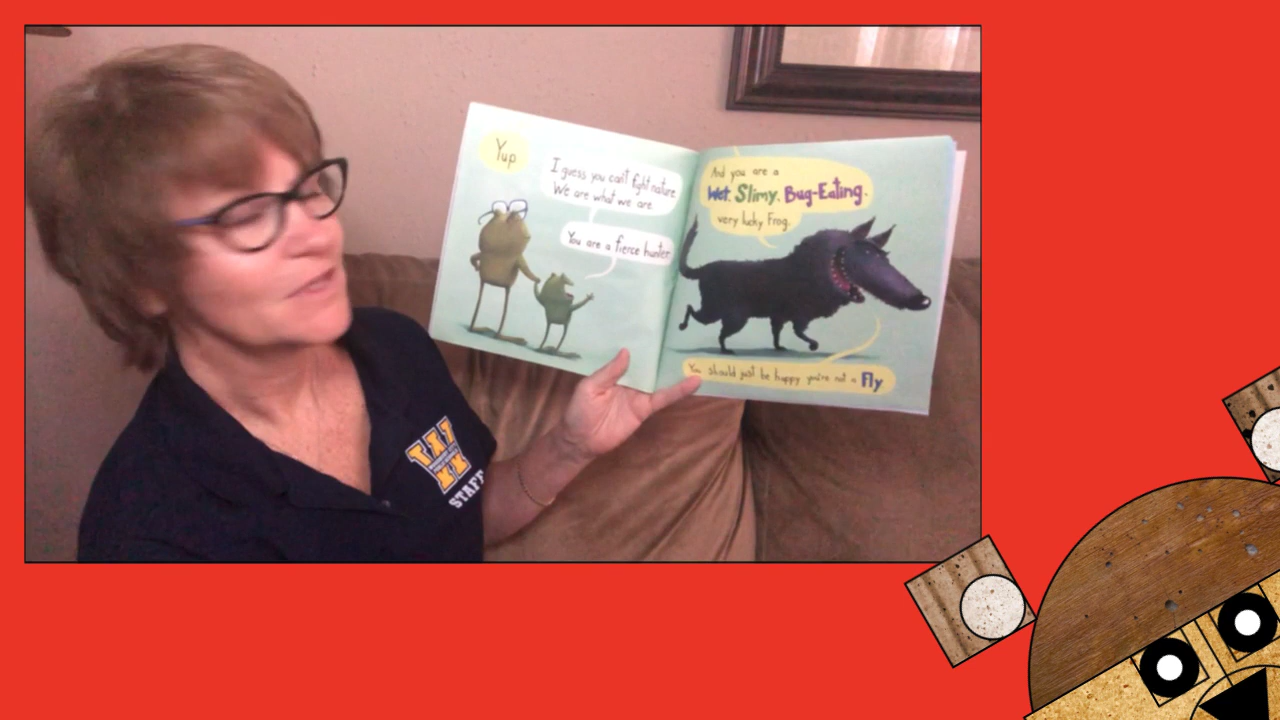 Yup
I guess you can't fight nature.
We are what we are.
You are a fierce hunter.
And you are a
Wet. Slimy. Bug-Eating.
very lucky Frog.
You should just be happy you're not a Fly
W
STAFF